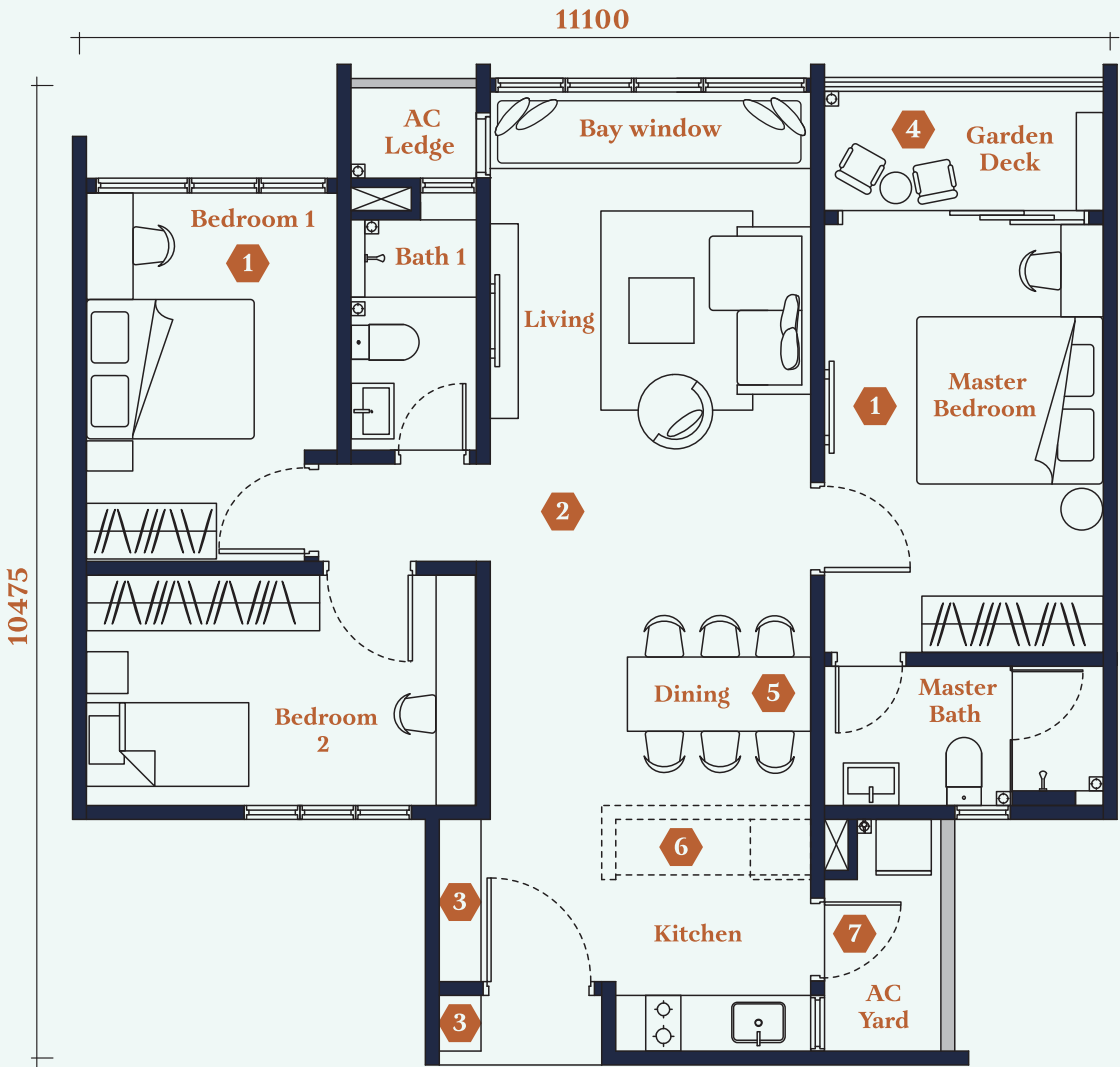 11100
AC
Ledge
Bay window
4
Garden
Deck
Bedroom 1
1
Bath 1
Living
Master
Bedroom
1
2
10475
Bedroom
2
Dining
5
Master
Bath
6
3
Kitchen
7
AC
Yard
3